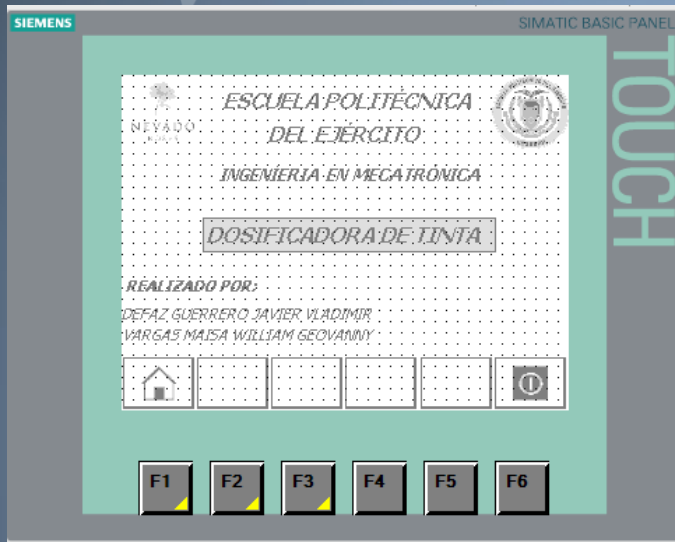 SIEMENS
SIMATIC BASIC PANEL
TOUCH
ESCUELA POLITÉCNICA
DEL EJÉRCITO
NEVADO
INGENÍERIA EN MECATRÓNICA
DOSIFICADORA DE TINTA
REALIZADO POR:
DEFAZ GUERRERO JAVIER VLADIMIR
VARGAS MAISA WILLIAM GEOVANNY
F1 F2 F3 F4 F5 F6